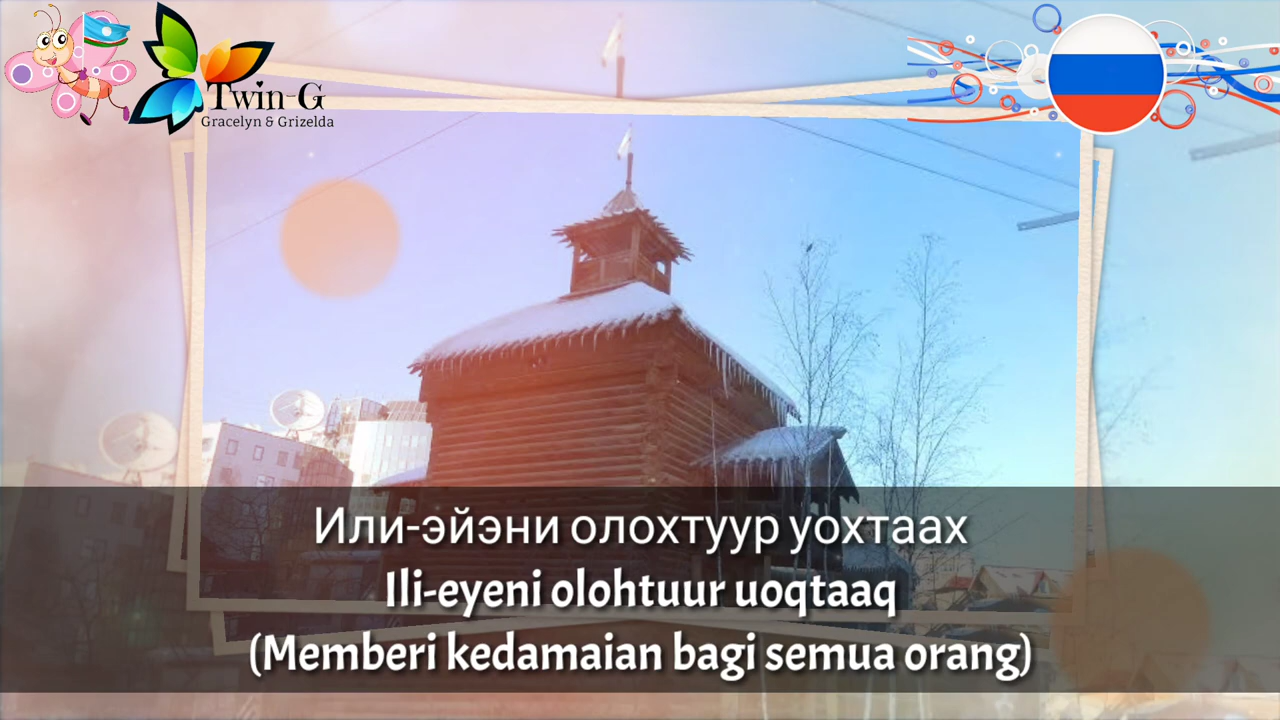 Twin-G
Gracelyn & Grizelda
Или-эйэни олохтуур уохтаах
Ili-eyeni olohtuur uoqtaaq
(Memberi kedamaian bagi semua orang)